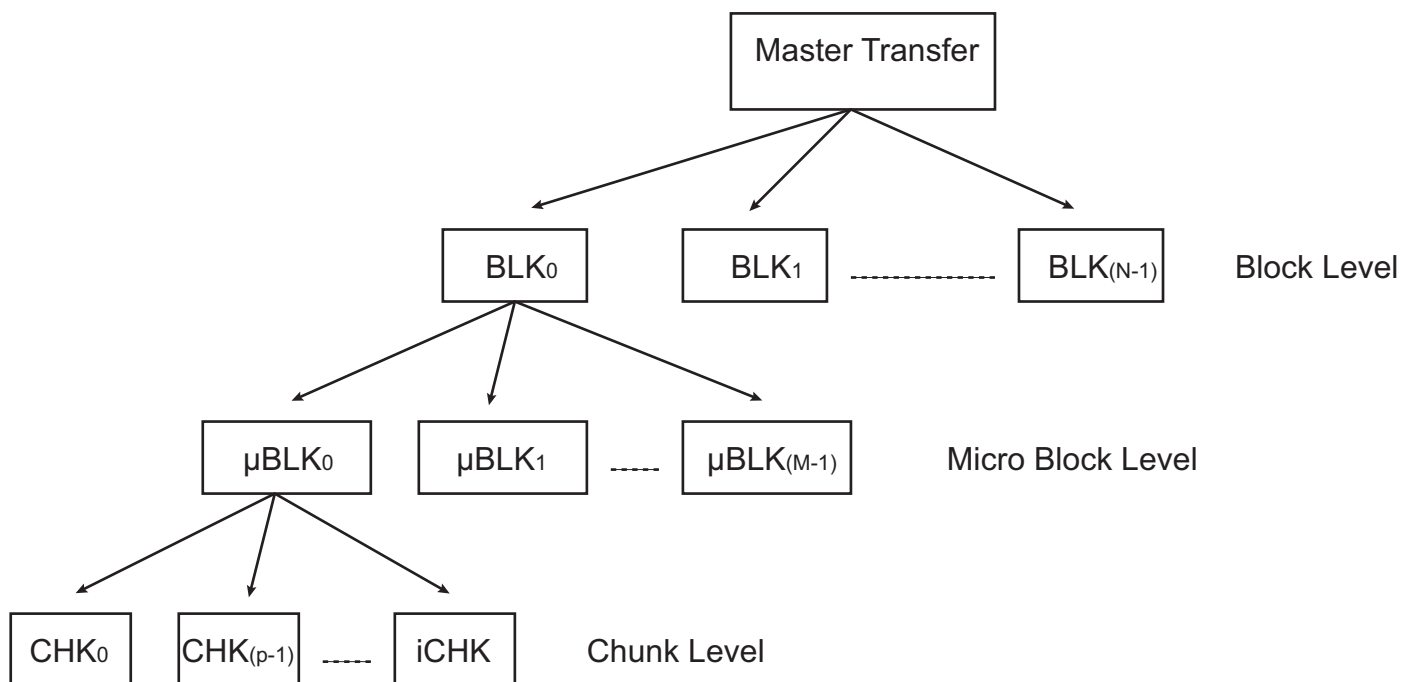 Master Transfer
BLK0 BLK1 BLK(N-1) Block Level
µBLK0 µBLK1 µBLK(M-1) Micro Block Level
CHK0 CHK(p-1) iCHK Chunk Level